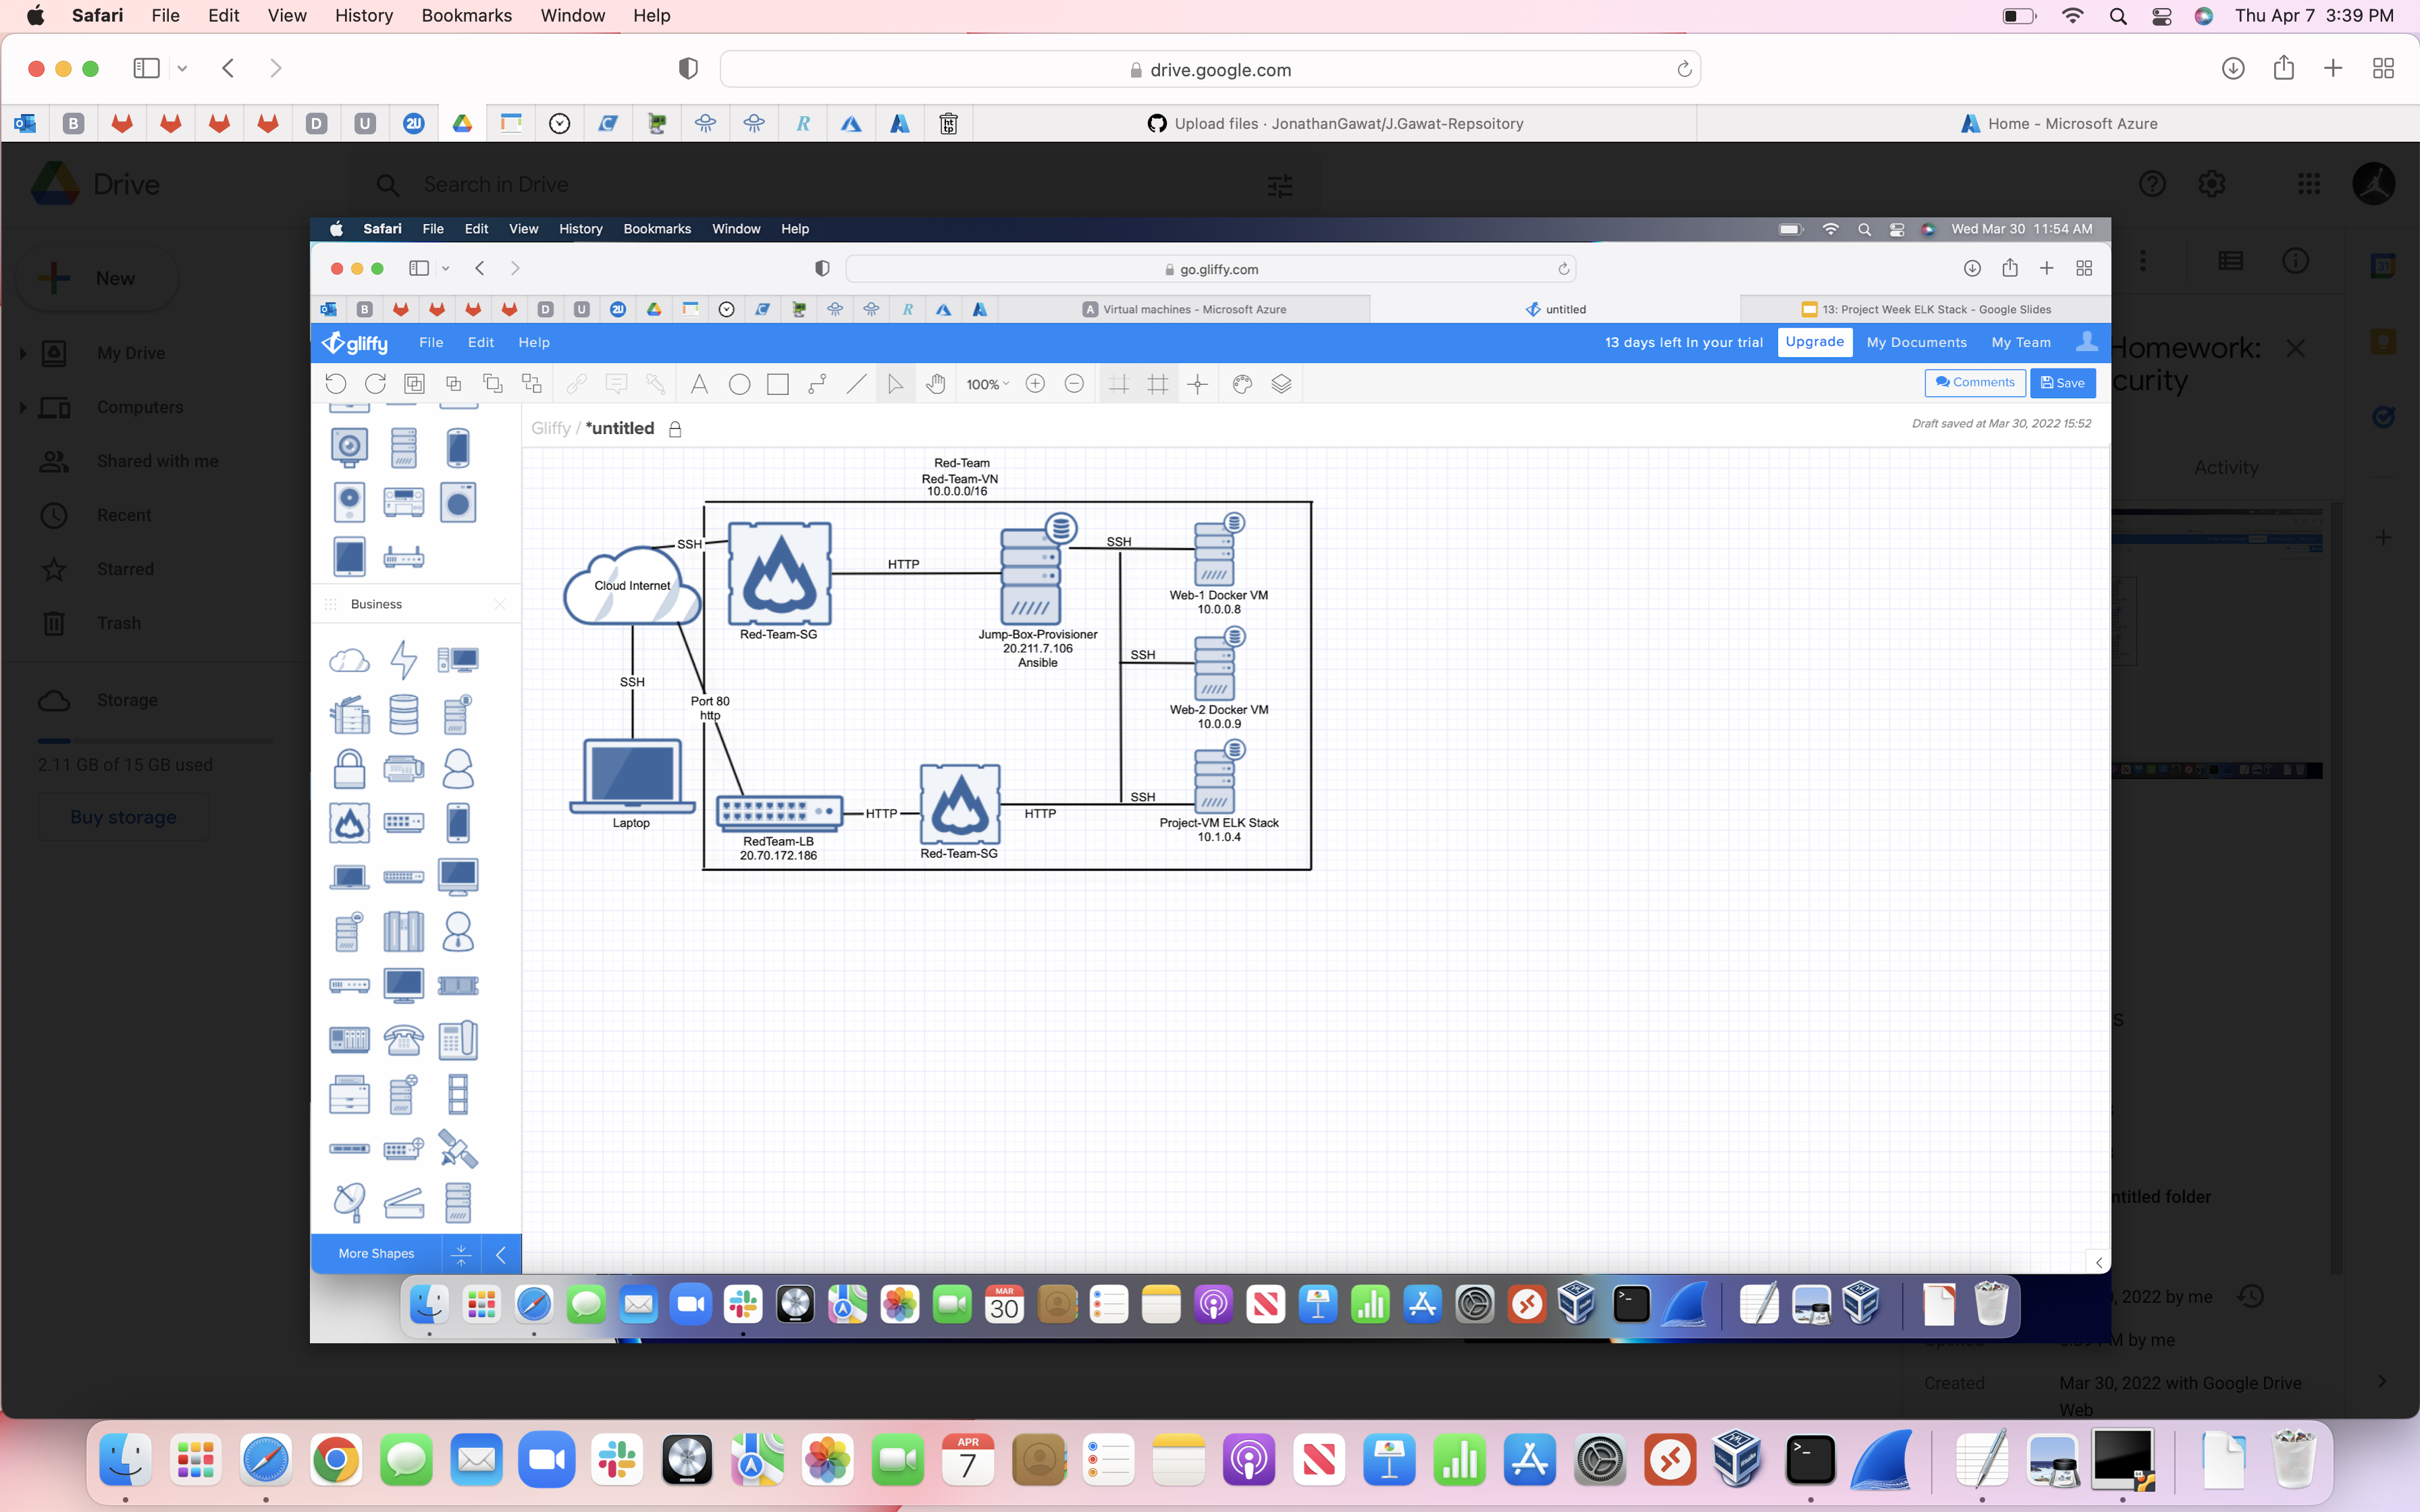 Safari File Edit View History Bookmarks Window Help Thu Apr 7 3:39 PM
drive.google.com
B D U 2U R Upload files · JonathanGawat/J.Gawat-Repsoitory Home - Microsoft Azure
Drive Search in Drive
Safari File Edit View History Bookmarks Window Help Wed Mar 30 11:54 AM
New
go.gliffy.com
B D U 2U R Virtual machines - Microsoft Azure untitled 13: Project Week ELK Stack - Google Slides
gliffy File Edit Help 13 days left In your trial Upgrade My Documents My Team
Homework:
curity
My Drive
100% Comments Save
Computers
Gliffy / *untitled Draft saved at Mar 30, 2022 15:52
Shared with me
Activity
Recent
Starred
Trash
Storage
2.11 GB of 15 GB used
Buy storage
Business
More Shapes
Red-Team
Red-Team-VN
10.0.0.0/16
SSH
SSH
HTTP
Cloud Internet
Web-1 Docker VM
10.0.0.8
Red-Team-SG
Jump-Box-Provisioner
20.211.7.106
Ansible
SSH
SSH
Port 80
http
Web-2 Docker VM
10.0.0.9
SSH
HTTP
HTTP
Laptop
Project-VM ELK Stack
10.1.0.4
RedTeam-LB
20.70.172.186
Red-Team-SG
ntitled folder
, 2022 by me
M by me
Created Mar 30, 2022 with Google Drive
Web
MAR
30
APR
7